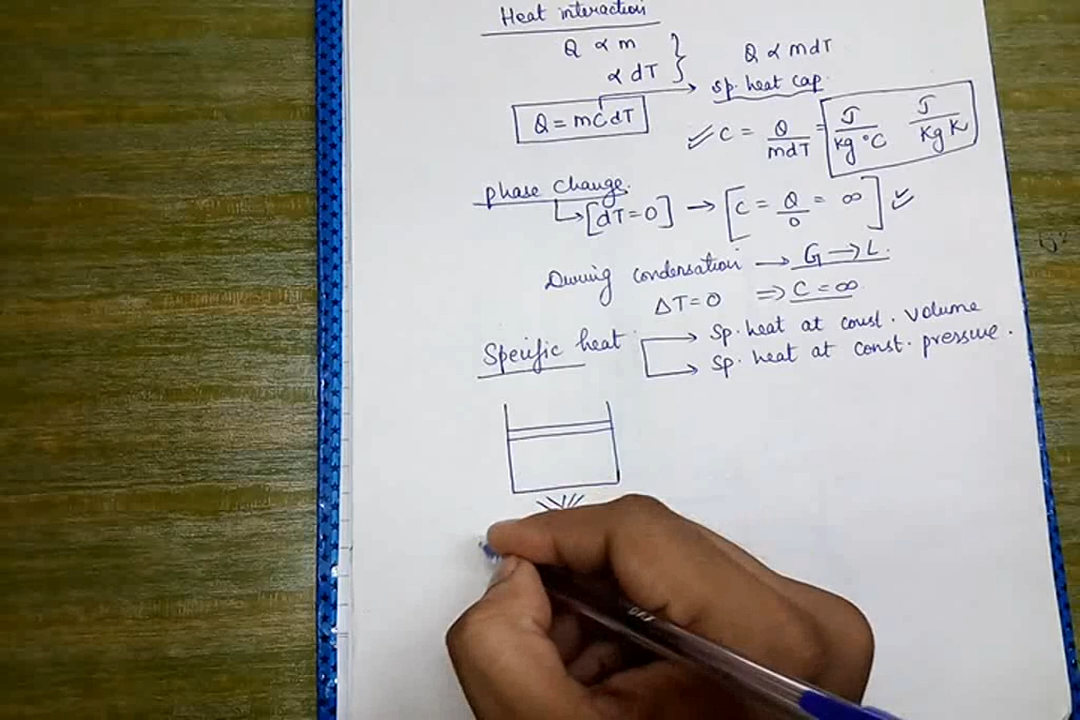 Heat interaction
Q ∝ m
∝ dT } Q ∝ mdT
sp. heat cap.
Q = mCdT
C = Q/mdT = J/kg°C J/kg K
phase change.
[dT=0] → [C = Q/0 = ∞]
During condensation → G → L.
ΔT=0 ⇒ C = ∞
Specific heat → Sp. heat at const. volume
→ Sp. heat at const. pressure.